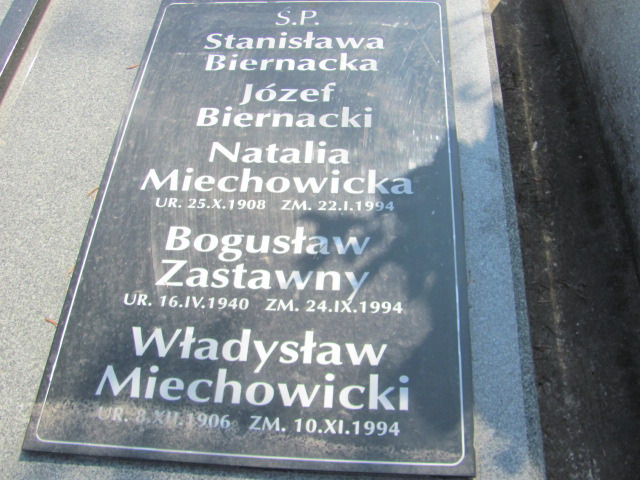 Ś.P.
Stanisława
Biernacka
Józef
Biernacki
Natalia
Miechowicka
UR. 25.X.1908 ZM. 22.I.1994
Bogusław
Zastawny
UR. 16.IV.1940 ZM. 24.IX.1994
Władysław
Miechowicki
UR. 8.XII.1906 ZM. 10.XI.1994